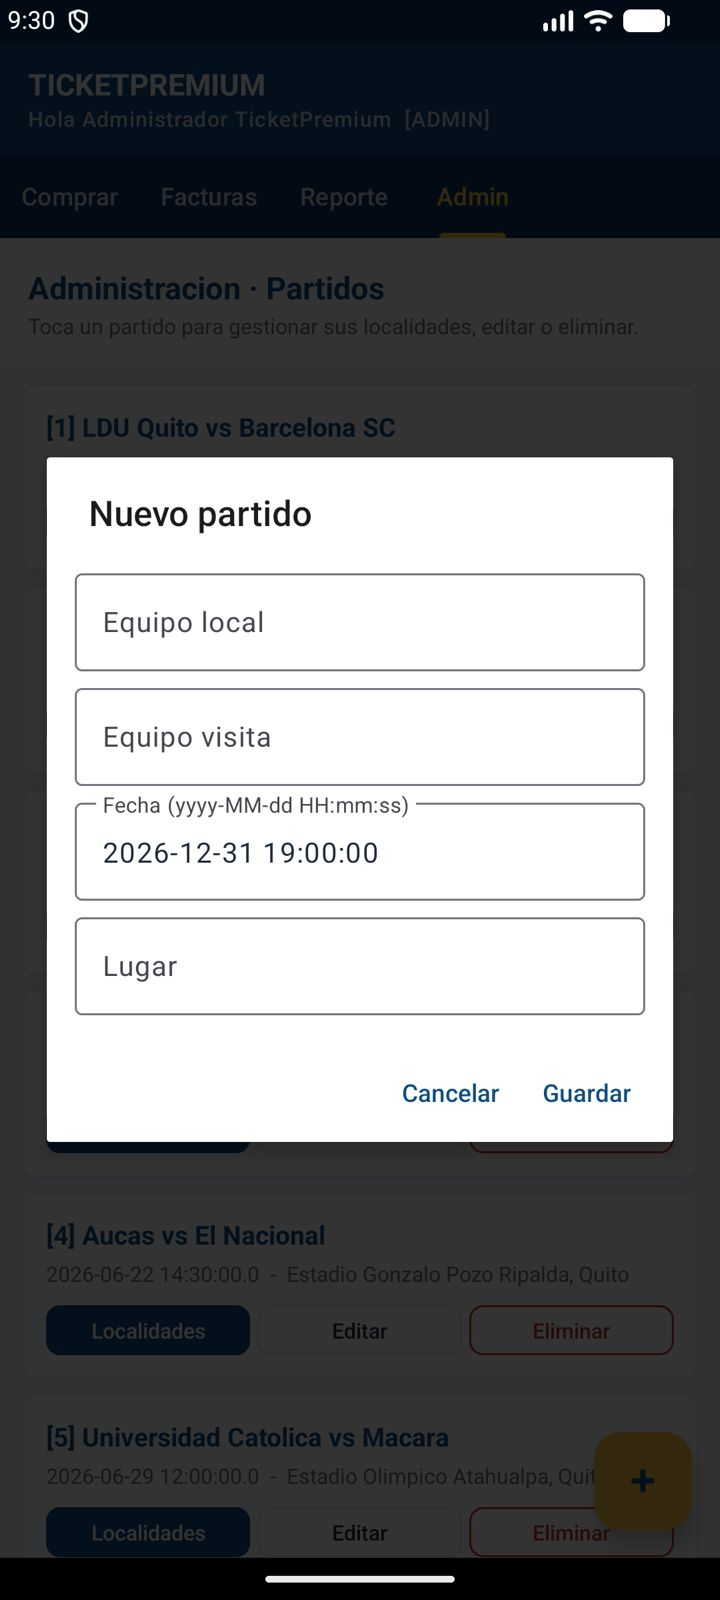 9:30
TICKETPREMIUM
Hola Administrador TicketPremium [ADMIN]
Comprar Facturas Reporte Admin
Administracion · Partidos
Toca un partido para gestionar sus localidades, editar o eliminar.
[1] LDU Quito vs Barcelona SC
Nuevo partido
Equipo local
Equipo visita
Fecha (yyyy-MM-dd HH:mm:ss)
2026-12-31 19:00:00
Lugar
Cancelar Guardar
[4] Aucas vs El Nacional
2026-06-22 14:30:00.0 - Estadio Gonzalo Pozo Ripalda, Quito
Localidades Editar Eliminar
[5] Universidad Catolica vs Macara
2026-06-29 12:00:00.0 - Estadio Olimpico Atahualpa, Quit
+
Localidades Editar Eliminar